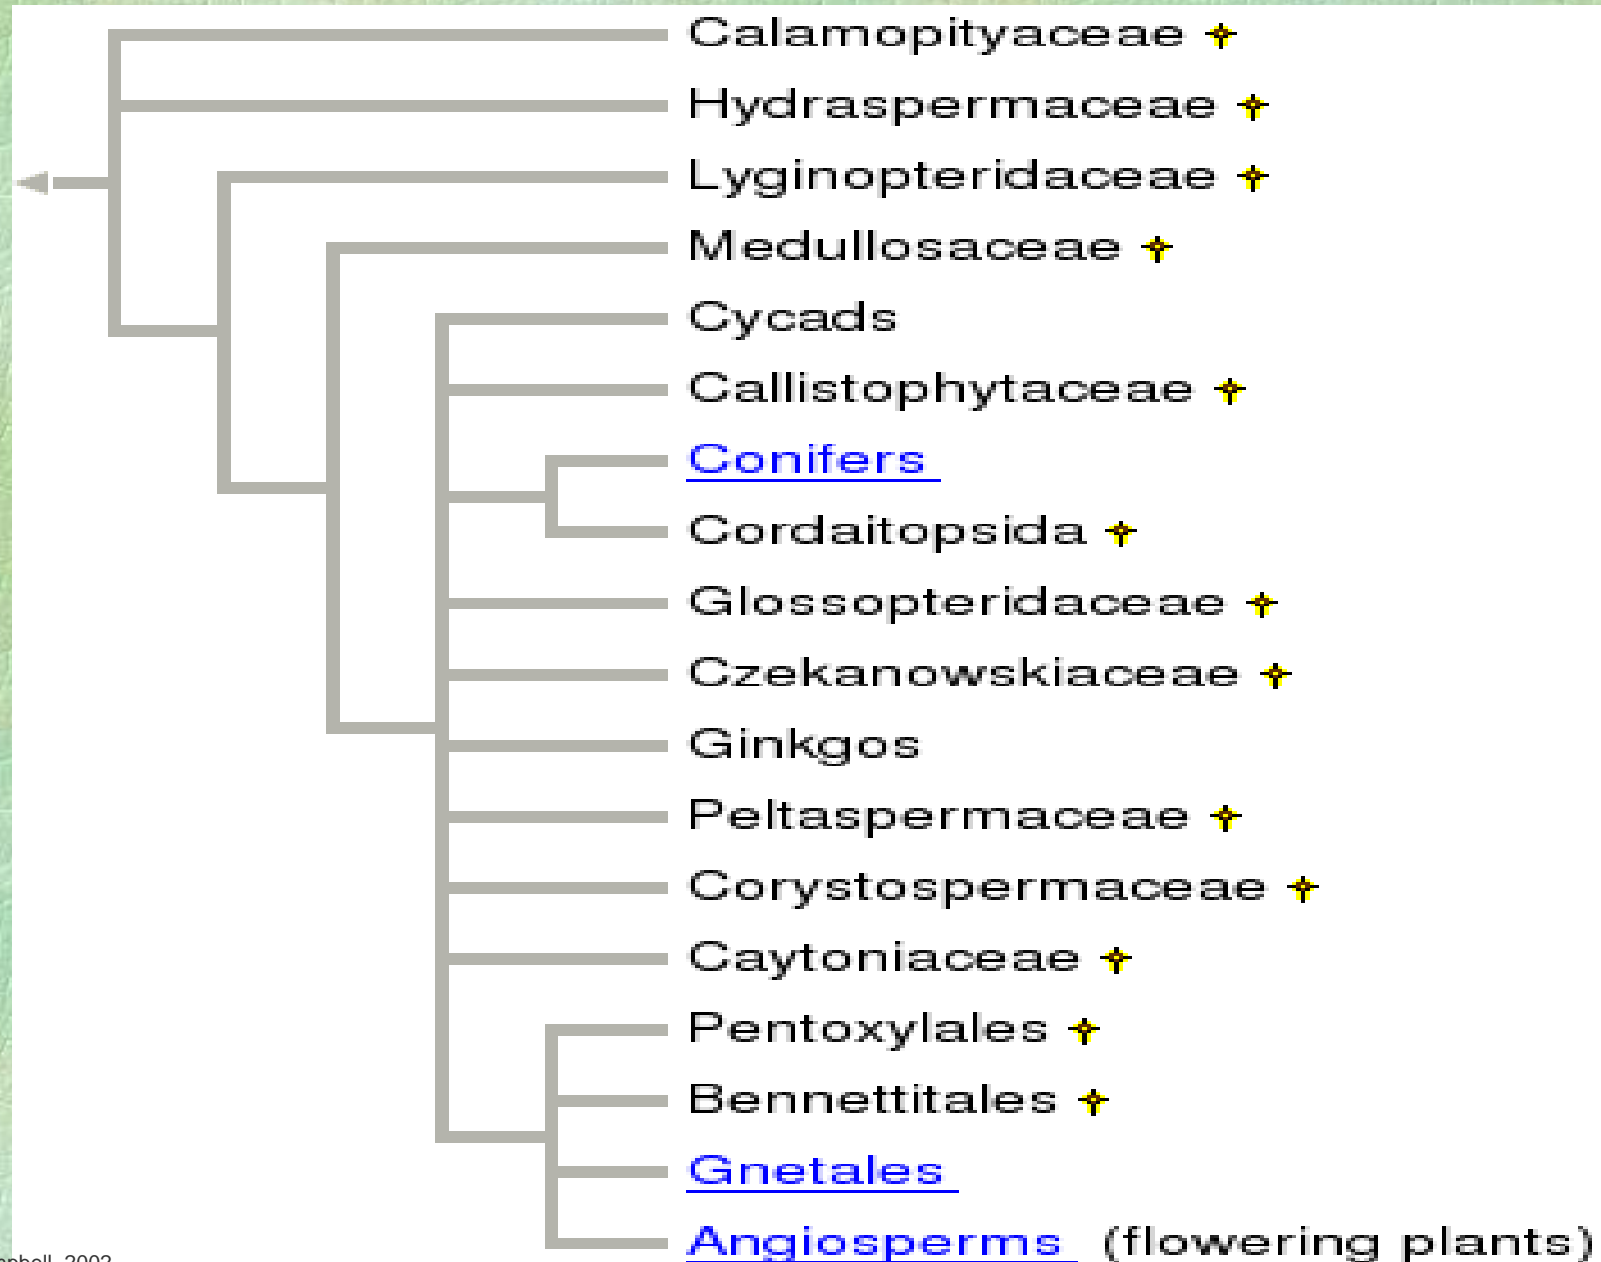 Calamopityaceae
Hydraspermaceae
Lyginopteridaceae
Medullosaceae
Cycads
Callistophytaceae
Conifers
Cordaitopsida
Glossopteridaceae
Czekanowskiaceae
Ginkgos
Peltaspermaceae
Corystospermaceae
Caytoniaceae
Pentoxylales
Bennettitales
Gnetales
Angiosperms (flowering plants)
2002